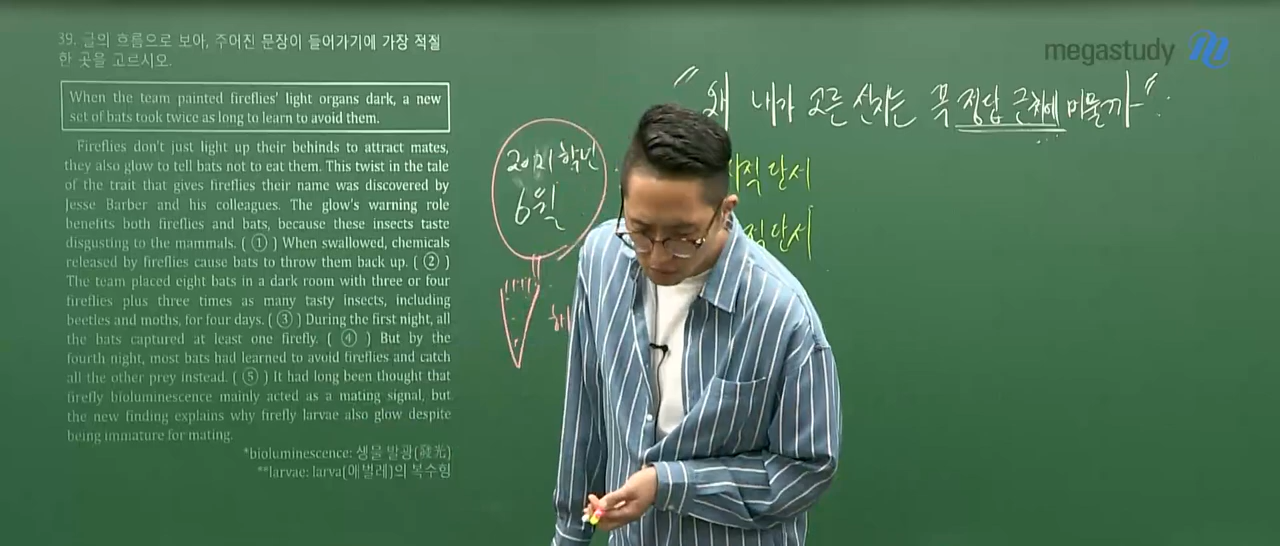 39. 글의 흐름으로 보아, 주어진 문장이 들어가기에 가장 적절
한 곳을 고르시오.
When the team painted fireflies' light organs dark, a new
set of bats took twice as long to learn to avoid them.
Fireflies don't just light up their behinds to attract mates,
they also glow to tell bats not to eat them. This twist in the tale
of the trait that gives fireflies their name was discovered by
Jesse Barber and his colleagues. The glow's warning role
benefits both fireflies and bats, because these insects taste
disgusting to the mammals. ( ① ) When swallowed, chemicals
released by fireflies cause bats to throw them back up. ( ② )
The team placed eight bats in a dark room with three or four
fireflies plus three times as many tasty insects, including
beetles and moths, for four days. ( ③ ) During the first night, all
the bats captured at least one firefly. ( ④ ) But by the
fourth night, most bats had learned to avoid fireflies and catch
all the other prey instead. ( ⑤ ) It had long been thought that
firefly bioluminescence mainly acted as a mating signal, but
the new finding explains why firefly larvae also glow despite
being immature for mating.
*bioluminescence: 생물 발광(發光)
**larvae: larva(애벌레)의 복수형
megastudy
"왜 내가 고른 선지는 꼭 정답 근처에 머물까~"
2021학년
6월
단서
단서